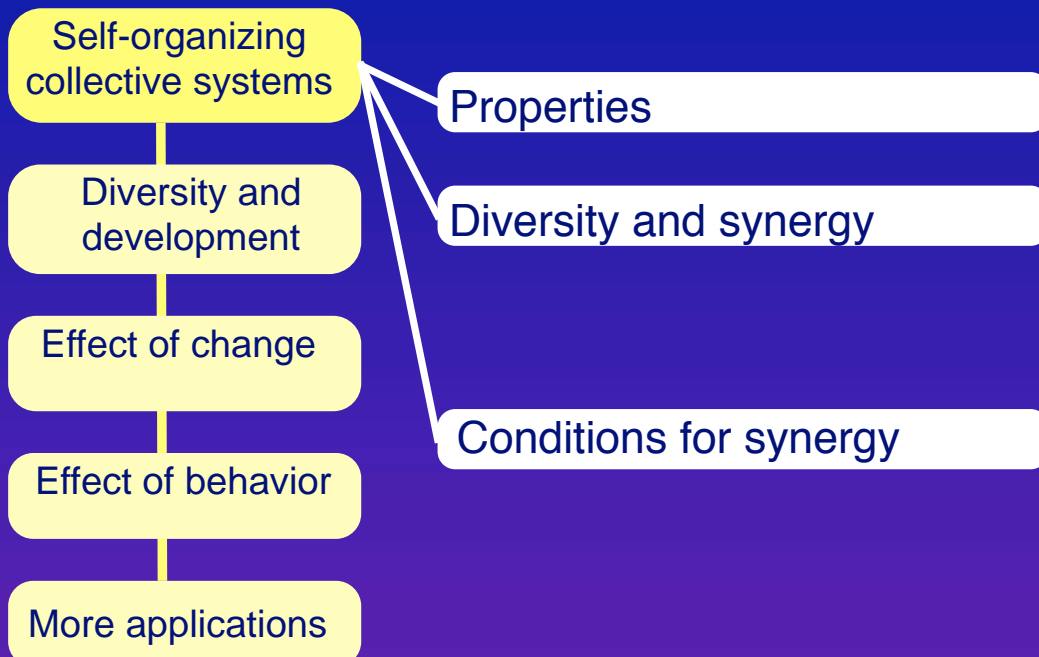 Self-organizing
collective systems
Properties
Diversity and
development
Diversity and synergy
Effect of change
Conditions for synergy
Effect of behavior
More applications